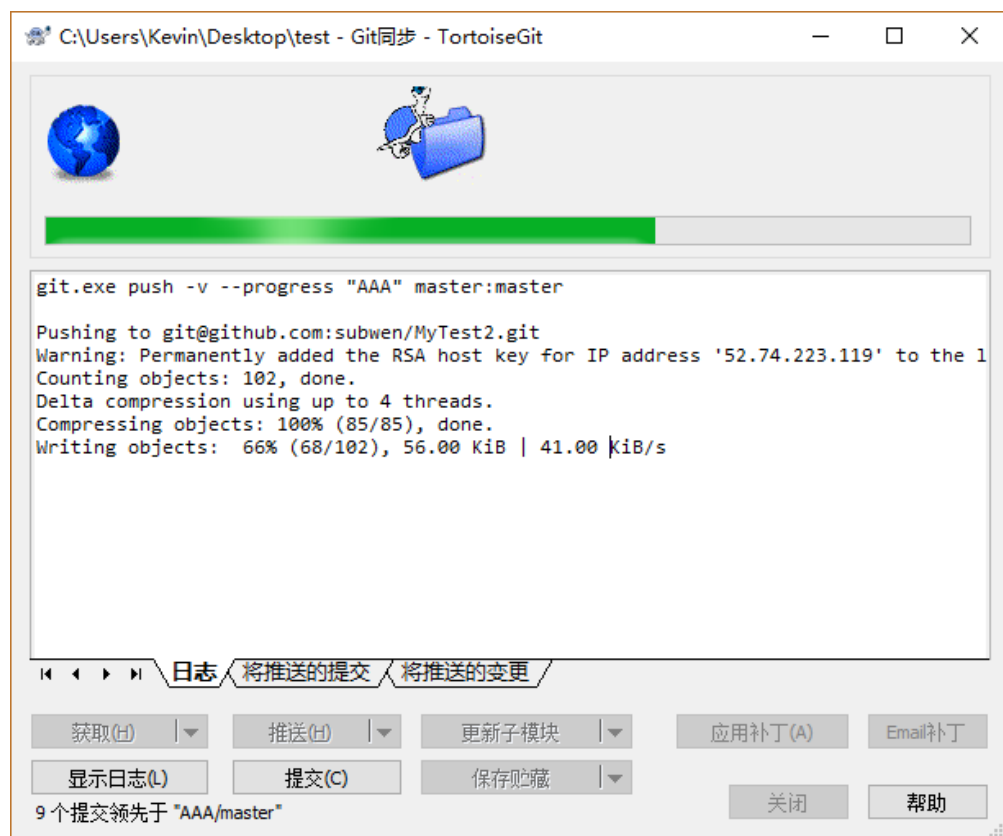 C:\Users\Kevin\Desktop\test - Git同步 - TortoiseGit
git.exe push -v --progress "AAA" master:master
Pushing to git@github.com:subwen/MyTest2.git
Warning: Permanently added the RSA host key for IP address '52.74.223.119' to the l
Counting objects: 102, done.
Delta compression using up to 4 threads.
Compressing objects: 100% (85/85), done.
Writing objects:  66% (68/102), 56.00 KiB | 41.00 KiB/s
日志 将推送的提交 将推送的变更
获取(H) 推送(H) 更新子模块 应用补丁(A) Email补丁
显示日志(L) 提交(C) 保存贮藏
9 个提交领先于 "AAA/master"
关闭 帮助